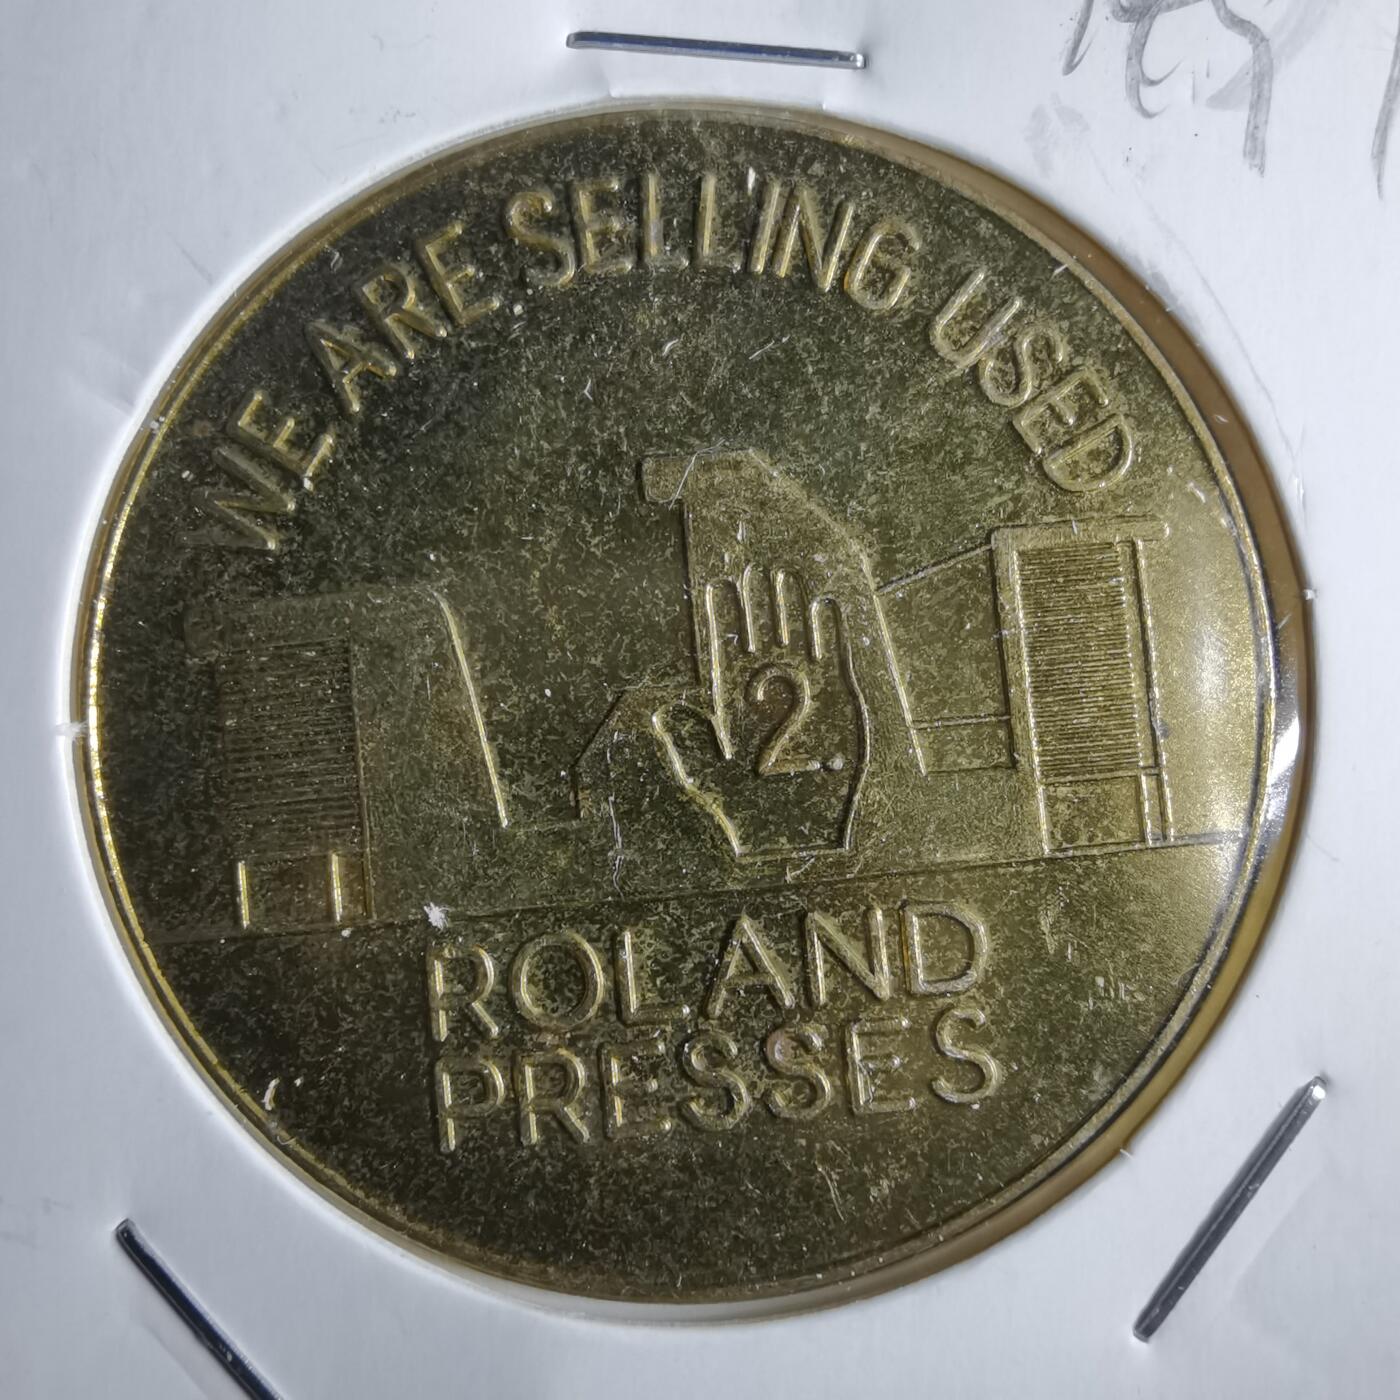 WE ARE SELLING USED
2.
ROLAND
PRESSES